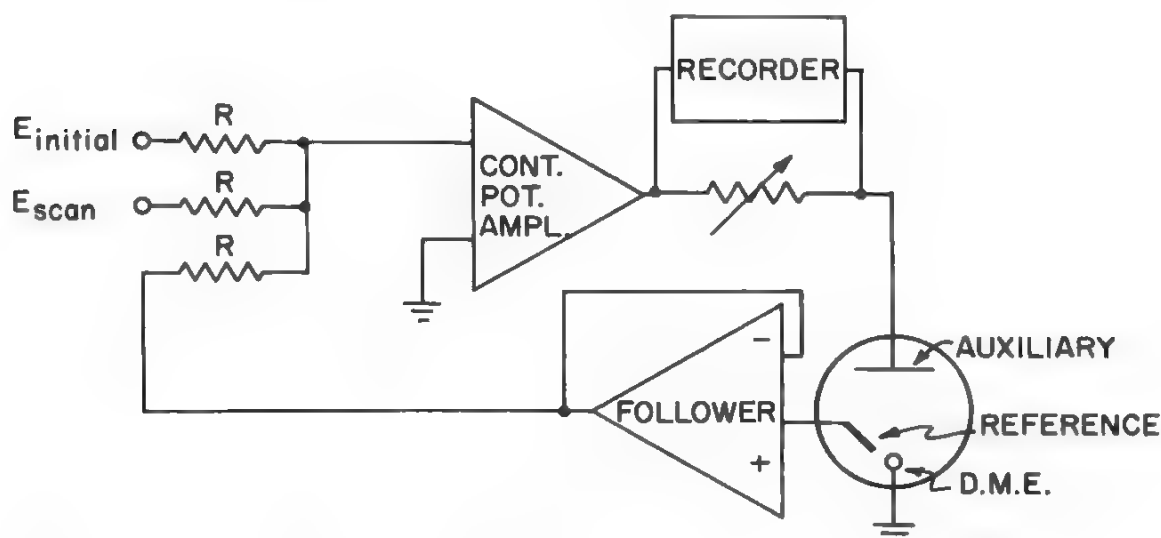 RECORDER
R
E initial
CONT.
POT.
AMPL.
R
E scan
R
AUXILIARY
-
FOLLOWER
REFERENCE
+
D.M.E.